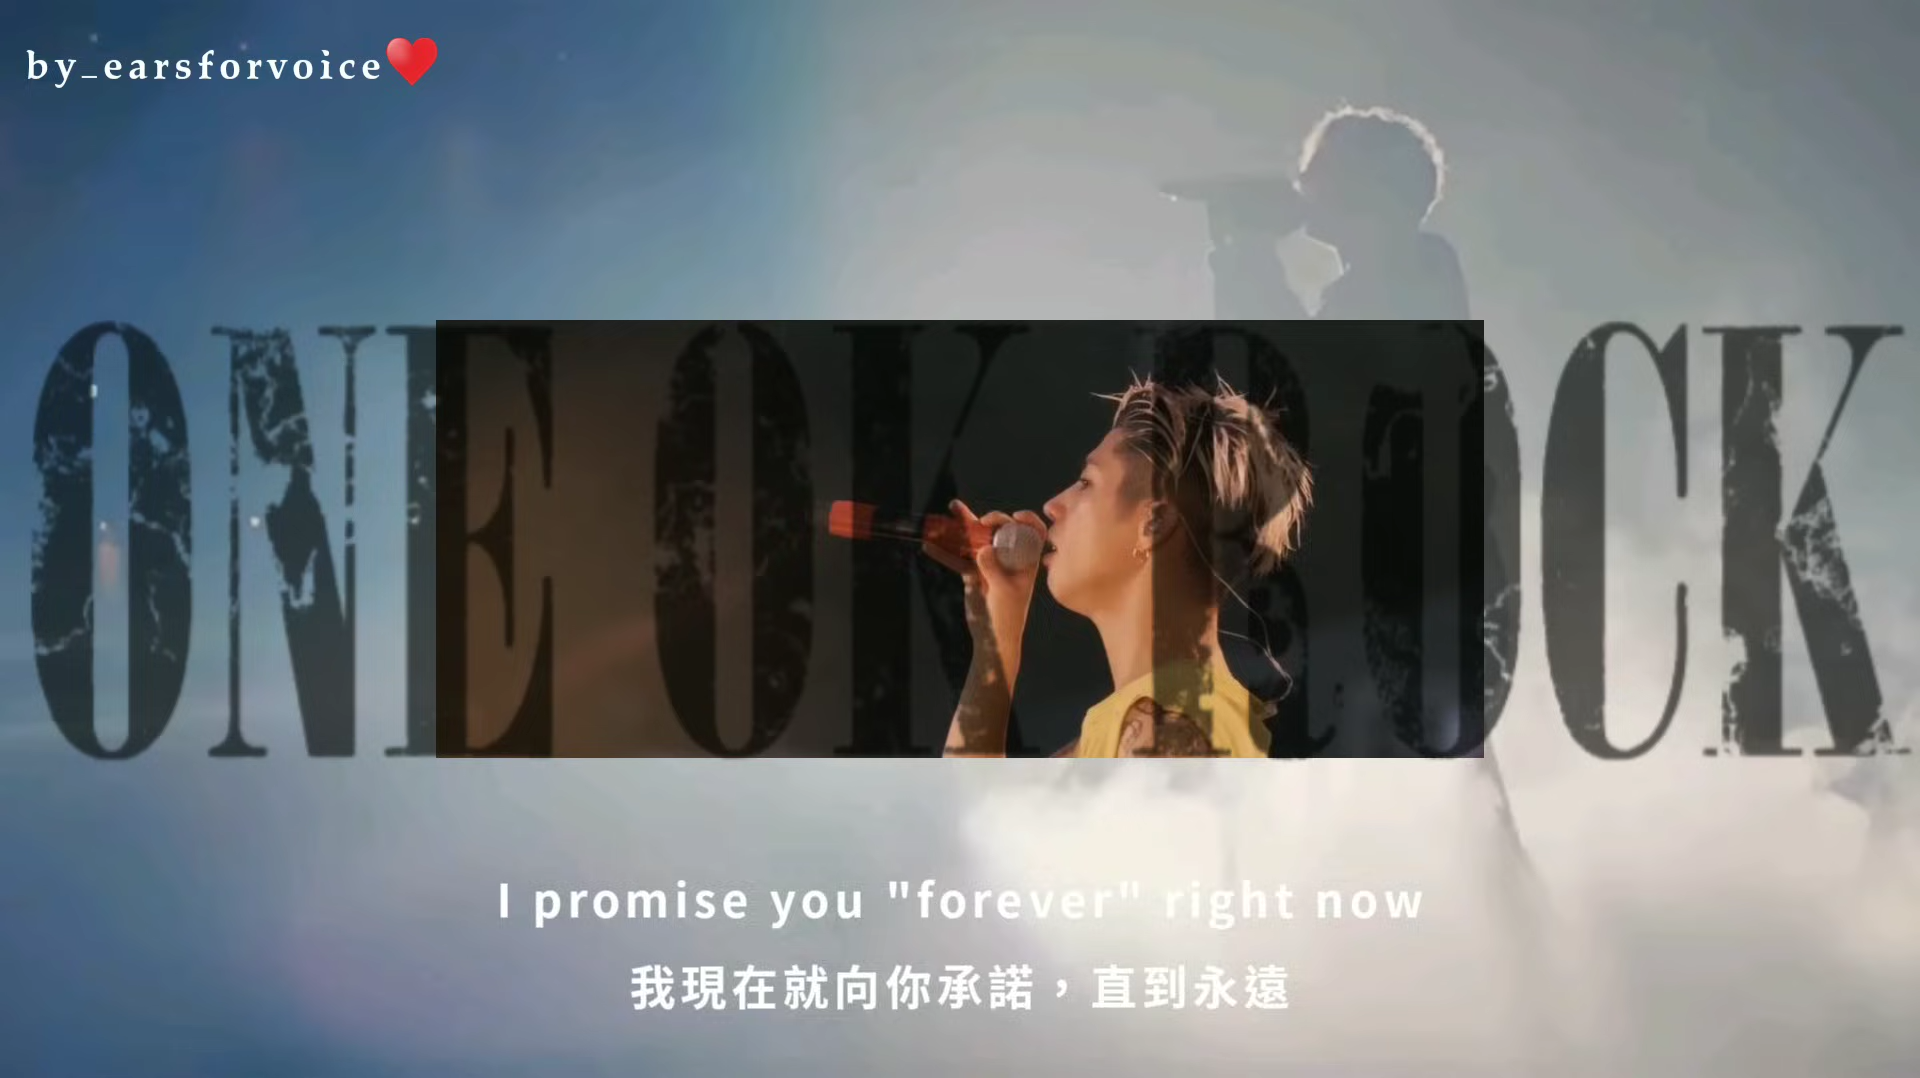 by_earsforvoice
ONE OK ROCK
I promise you "forever" right now
我現在就向你承諾，直到永遠